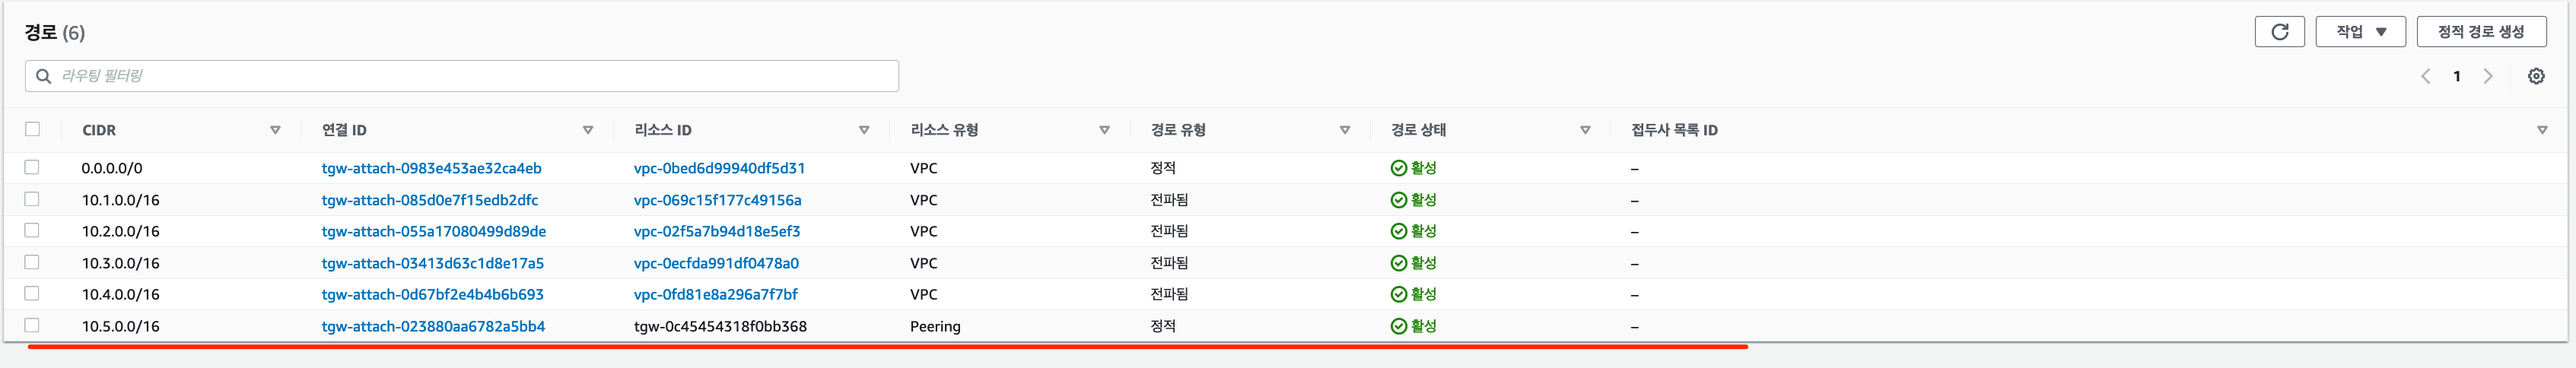 경로 (6)
작업
정적 경로 생성
라우팅 필터링
1
CIDR 연결 ID 리소스 ID 리소스 유형 경로 유형 경로 상태 접두사 목록 ID
0.0.0.0/0 tgw-attach-0983e453ae32ca4eb vpc-0bed6d99940df5d31 VPC 정적 활성 –
10.1.0.0/16 tgw-attach-085d0e7f15edb2dfc vpc-069c15f177c49156a VPC 전파됨 활성 –
10.2.0.0/16 tgw-attach-055a17080499d89de vpc-02f5a7b94d18e5ef3 VPC 전파됨 활성 –
10.3.0.0/16 tgw-attach-03413d63c1d8e17a5 vpc-0ecfda991df0478a0 VPC 전파됨 활성 –
10.4.0.0/16 tgw-attach-0d67bf2e4b4b6b693 vpc-0fd81e8a296a7f7bf VPC 전파됨 활성 –
10.5.0.0/16 tgw-attach-023880aa6782a5bb4 tgw-0c45454318f0bb368 Peering 정적 활성 –